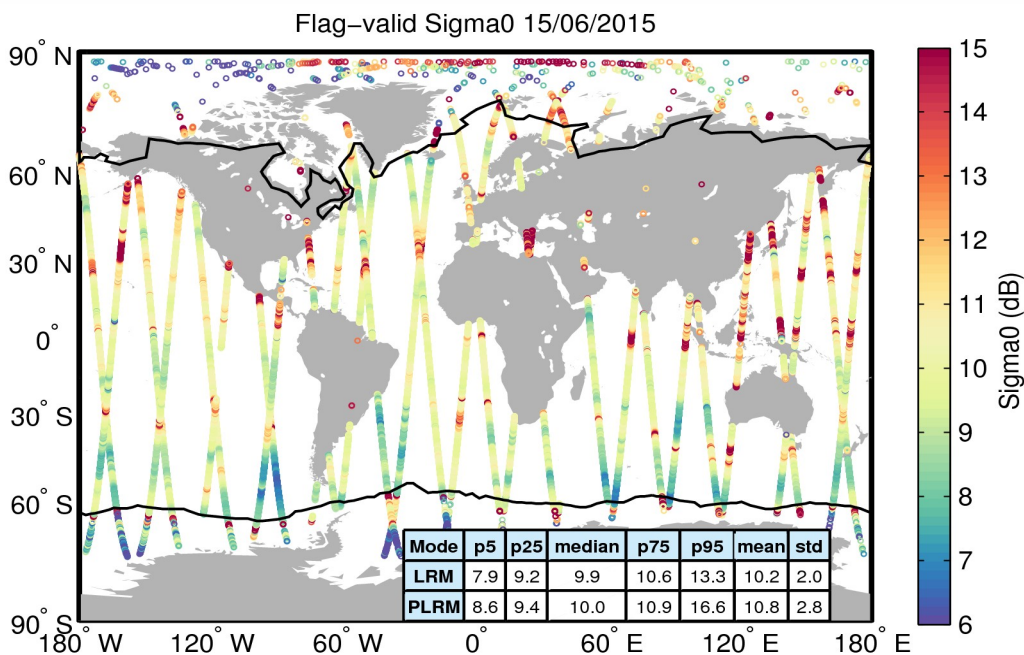 Flag−valid Sigma0 15/06/2015
90° N
60° N
30° N
0°
30° S
60° S
90° S
180° W 120° W 60° W 0° 60° E 120° E 180° E
Mode p5 p25 median p75 p95 mean std
LRM 7.9 9.2 9.9 10.6 13.3 10.2 2.0
PLRM 8.6 9.4 10.0 10.9 16.6 10.8 2.8
15
14
13
12
11
10
9
8
7
6
Sigma0 (dB)